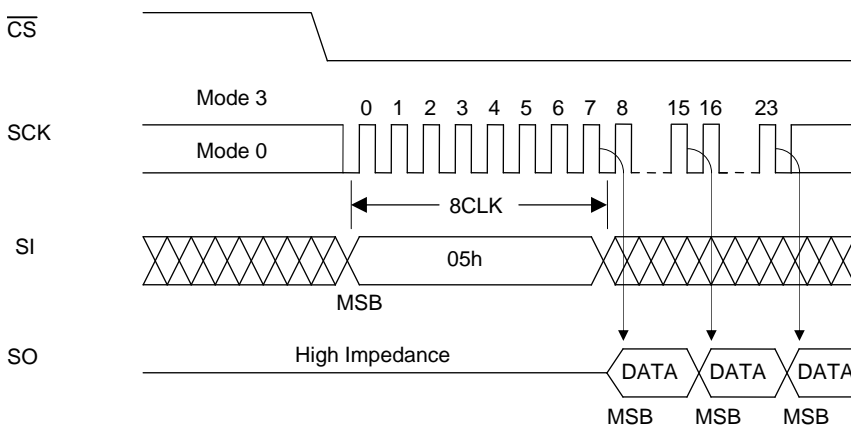 CS
Mode 3
0 1 2 3 4 5 6 7 8 15 16 23
SCK
Mode 0
8CLK
SI
05h
MSB
SO
High Impedance
DATA DATA DATA
MSB MSB MSB